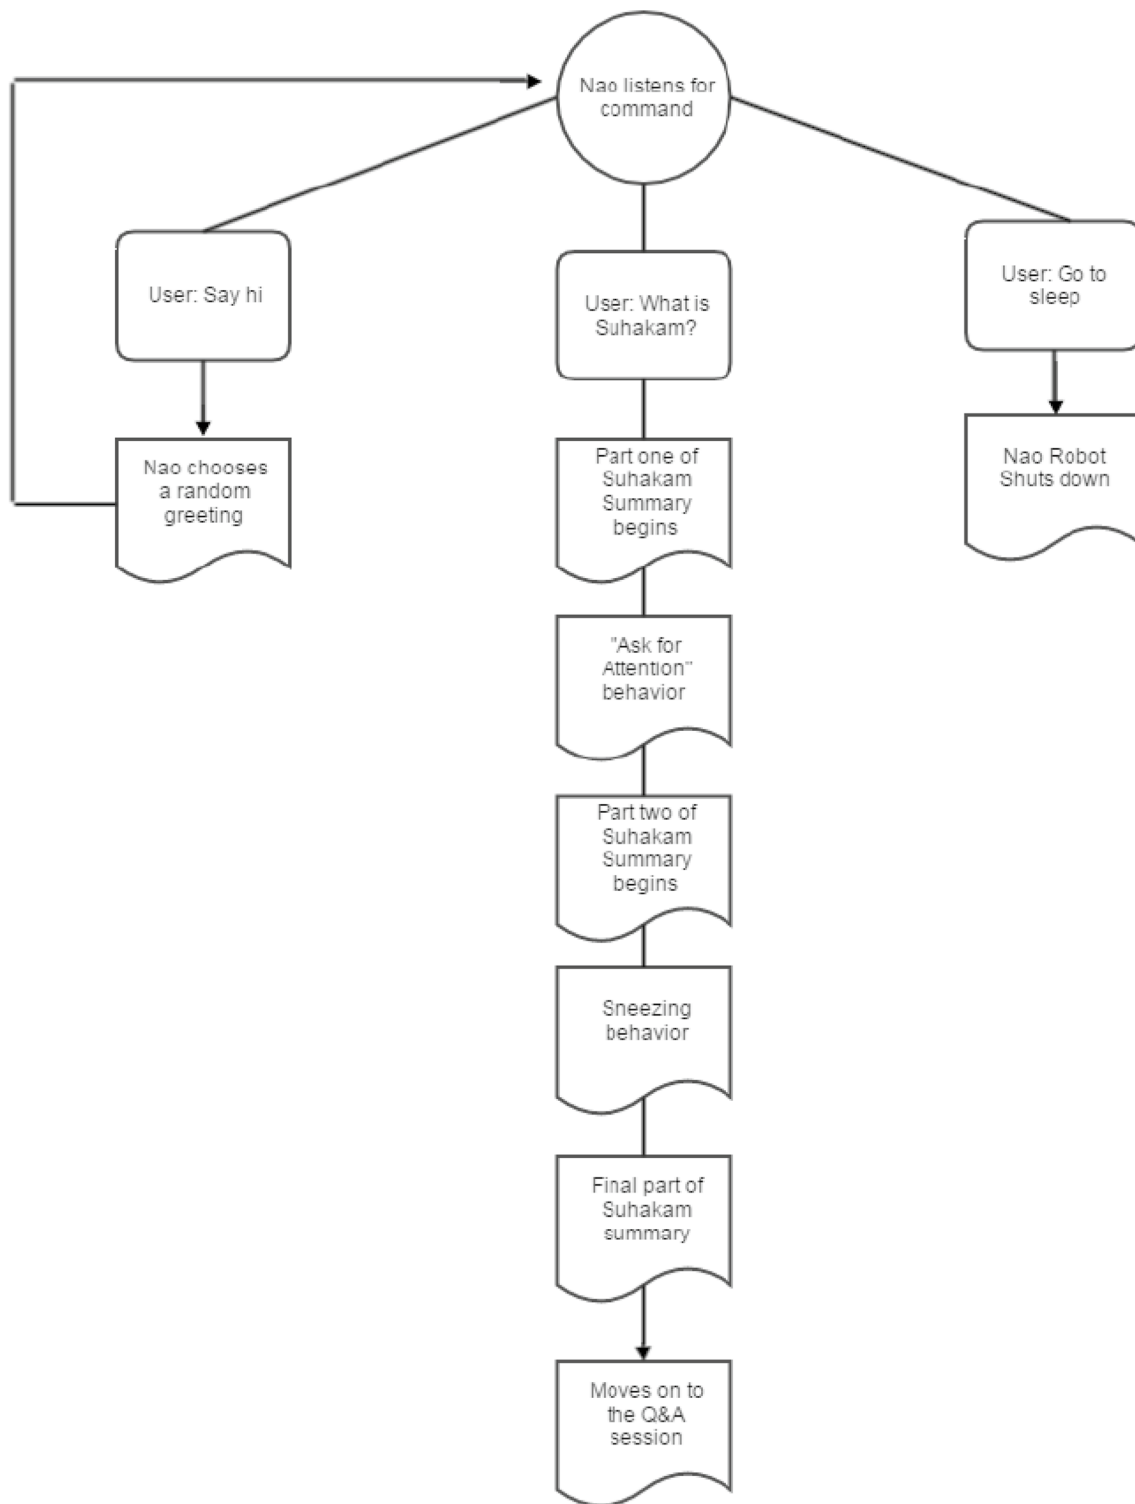 Nao listens for
command
User: Say hi
User: What is
Suhakam?
User: Go to
sleep
Nao chooses
a random
greeting
Part one of
Suhakam
Summary
begins
Nao Robot
Shuts down
"Ask for
Attention"
behavior
Part two of
Suhakam
Summary
begins
Sneezing
behavior
Final part of
Suhakam
summary
Moves on to
the Q&A
session